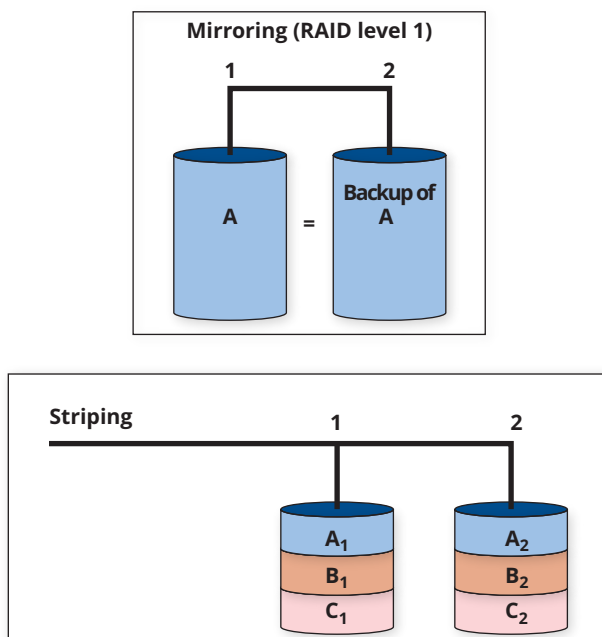 Mirroring (RAID level 1)
1 2
A = Backup of
A
Striping 1 2
A1 A2
B1 B2
C1 C2